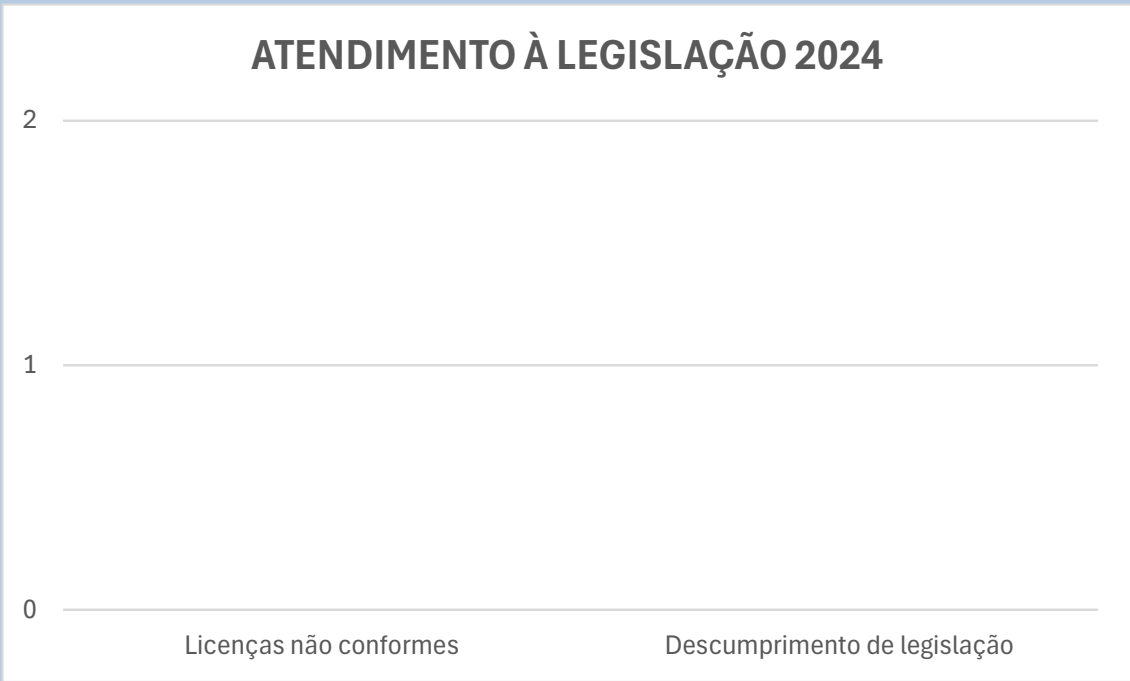 ATENDIMENTO À LEGISLAÇÃO 2024
2
1
0
Licenças não conformes
Descumprimento de legislação